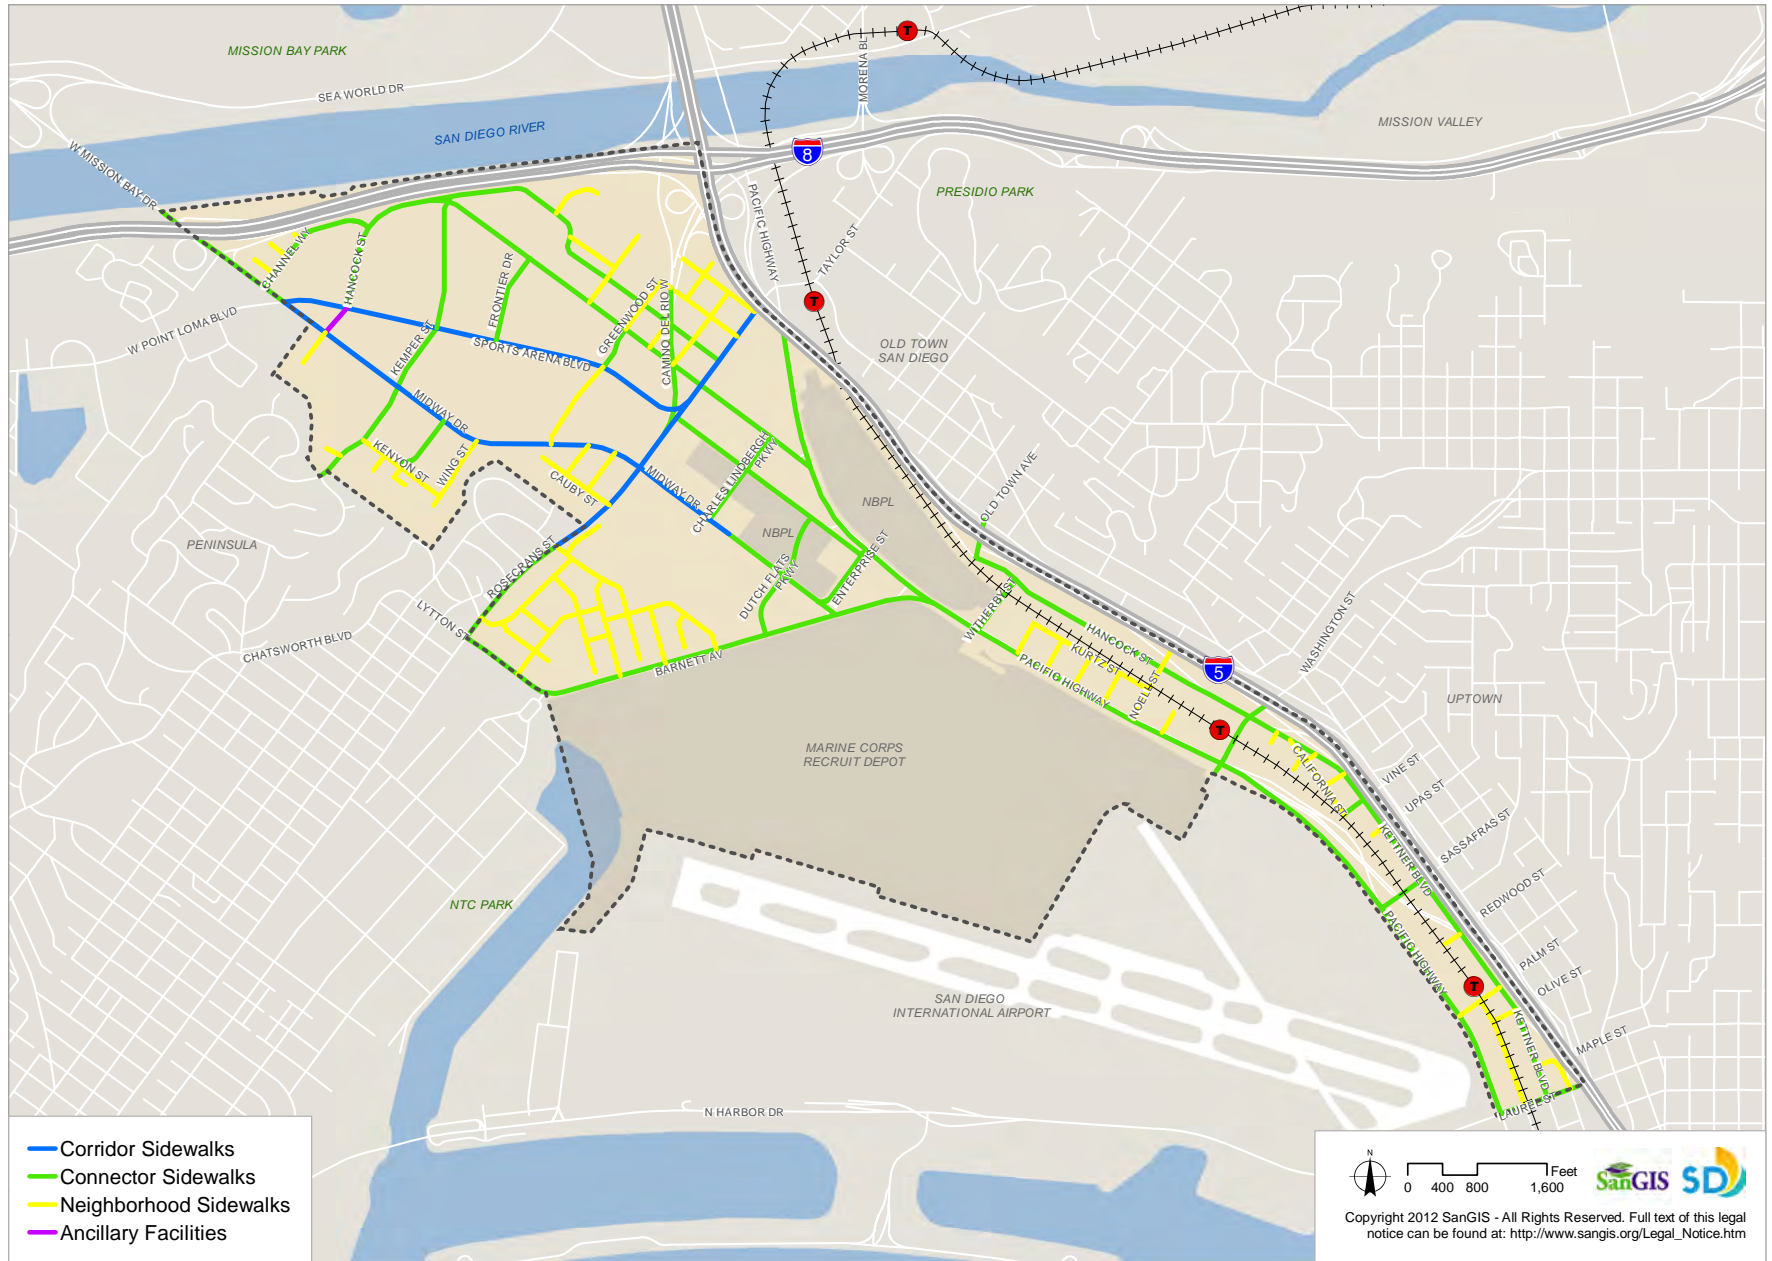 MISSION BAY PARK
SEA WORLD DR
SAN DIEGO RIVER
MORENA BL
T
MISSION VALLEY
W MISSION BAY DR
8
PRESIDIO PARK
PACIFIC HIGHWAY
TAYLOR ST
T
CHANNEL WY
HANCOCK ST
FRONTIER DR
GREENWOOD ST
CAMINO DEL RIO W
W POINT LOMA BLVD
KEMPER ST
SPORTS ARENA BLVD
OLD TOWN
SAN DIEGO
MIDWAY DR
KENYON ST
WING ST
CAUBY ST
MIDWAY DR
CHARLES LINDBERGH
PKWY
NBPL
NBPL
OLD TOWN AVE
PENINSULA
ROSECRANS ST
DUTCH FLATS
PKWY
ENTERPRISE ST
LYTTON ST
CHATSWORTH BLVD
BARNETT AV
WITHERBY ST
HANCOCK ST
KURTZ ST
PACIFIC HIGHWAY
NOELL ST
WASHINGTON ST
5
UPTOWN
T
MARINE CORPS
RECRUIT DEPOT
CALIFORNIA ST
VINE ST
UPAS ST
SASSAFRAS ST
KETTNER BLVD
REDWOOD ST
NTC PARK
PACIFIC HIGHWAY
PALM ST
OLIVE ST
T
SAN DIEGO
INTERNATIONAL AIRPORT
KETTNER BLVD
MAPLE ST
LAUREL ST
N HARBOR DR
Corridor Sidewalks
Connector Sidewalks
Neighborhood Sidewalks
Ancillary Facilities
N
Feet
0 400 800 1,600
SanGIS SD
Copyright 2012 SanGIS - All Rights Reserved. Full text of this legal
notice can be found at: http://www.sangis.org/Legal_Notice.htm